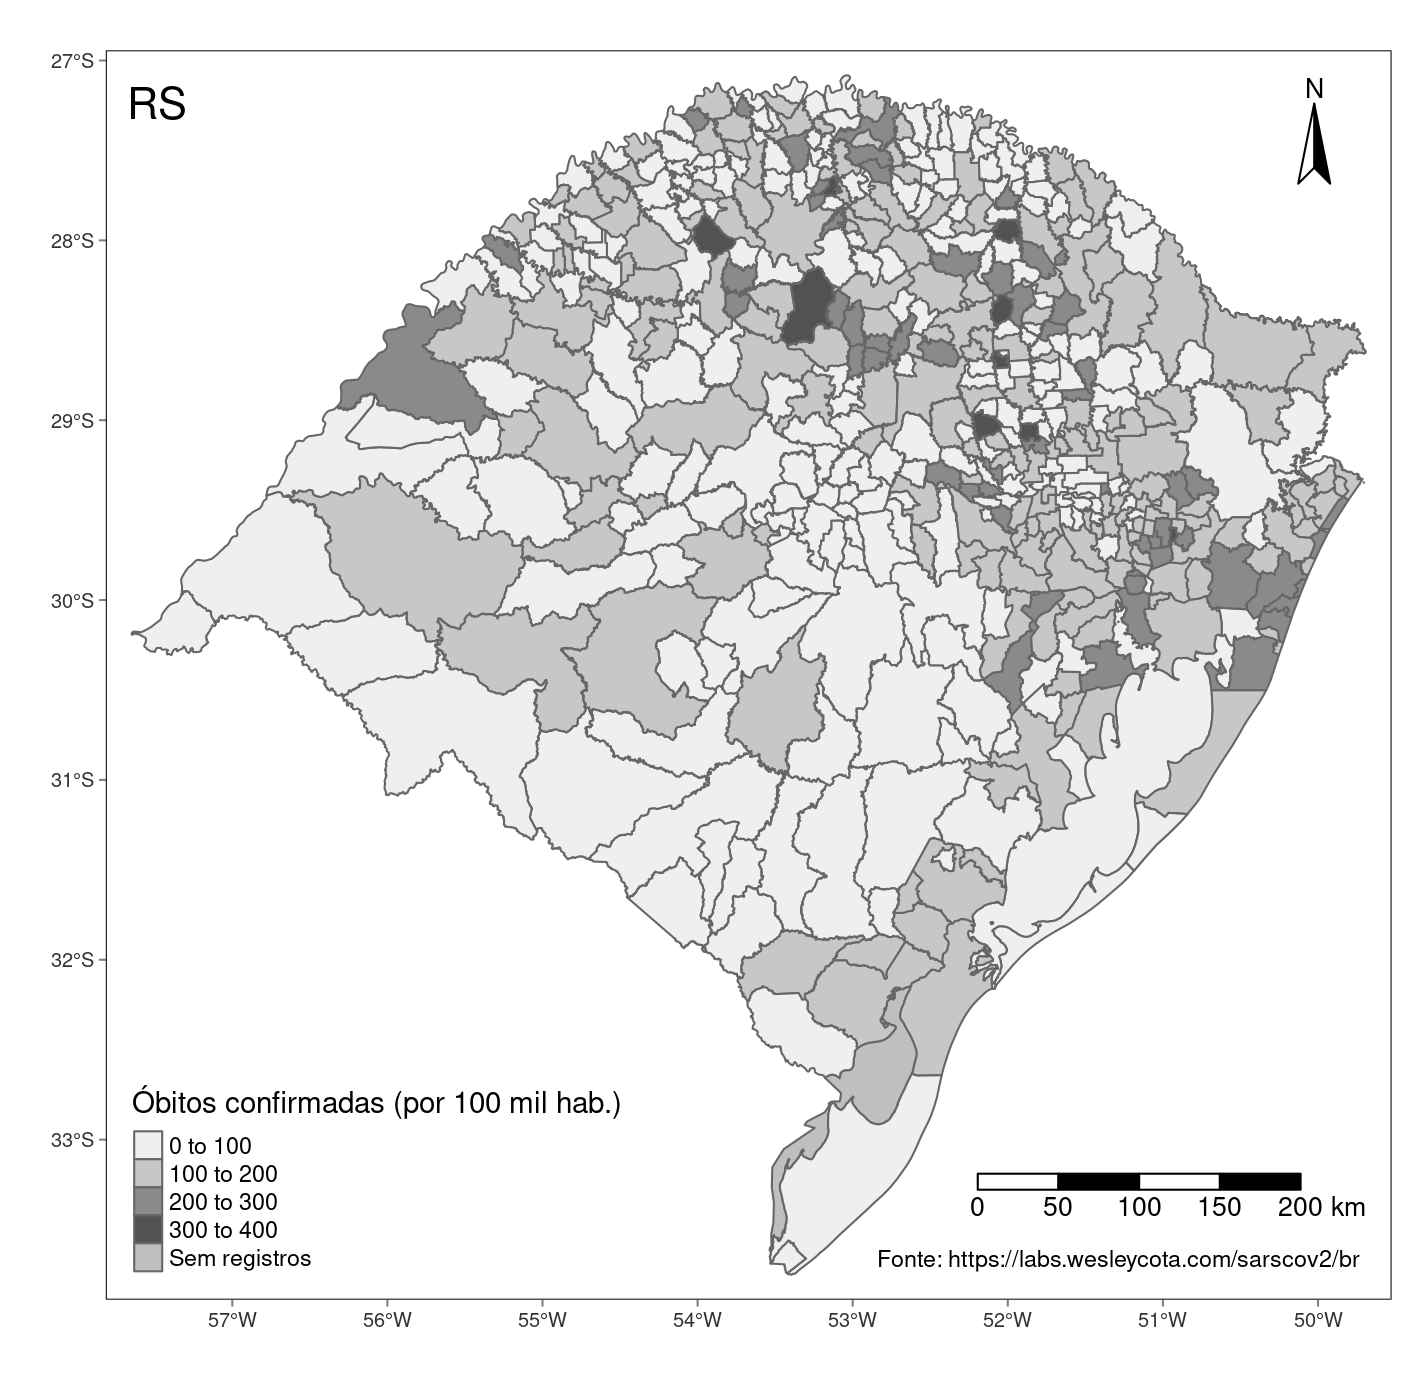 27°S
RS
N
28°S
29°S
30°S
31°S
32°S
33°S
Óbitos confirmadas (por 100 mil hab.)
0 to 100
100 to 200
200 to 300
300 to 400
Sem registros
0 50 100 150 200 km
Fonte: https://labs.wesleycota.com/sarscov2/br
57°W 56°W 55°W 54°W 53°W 52°W 51°W 50°W